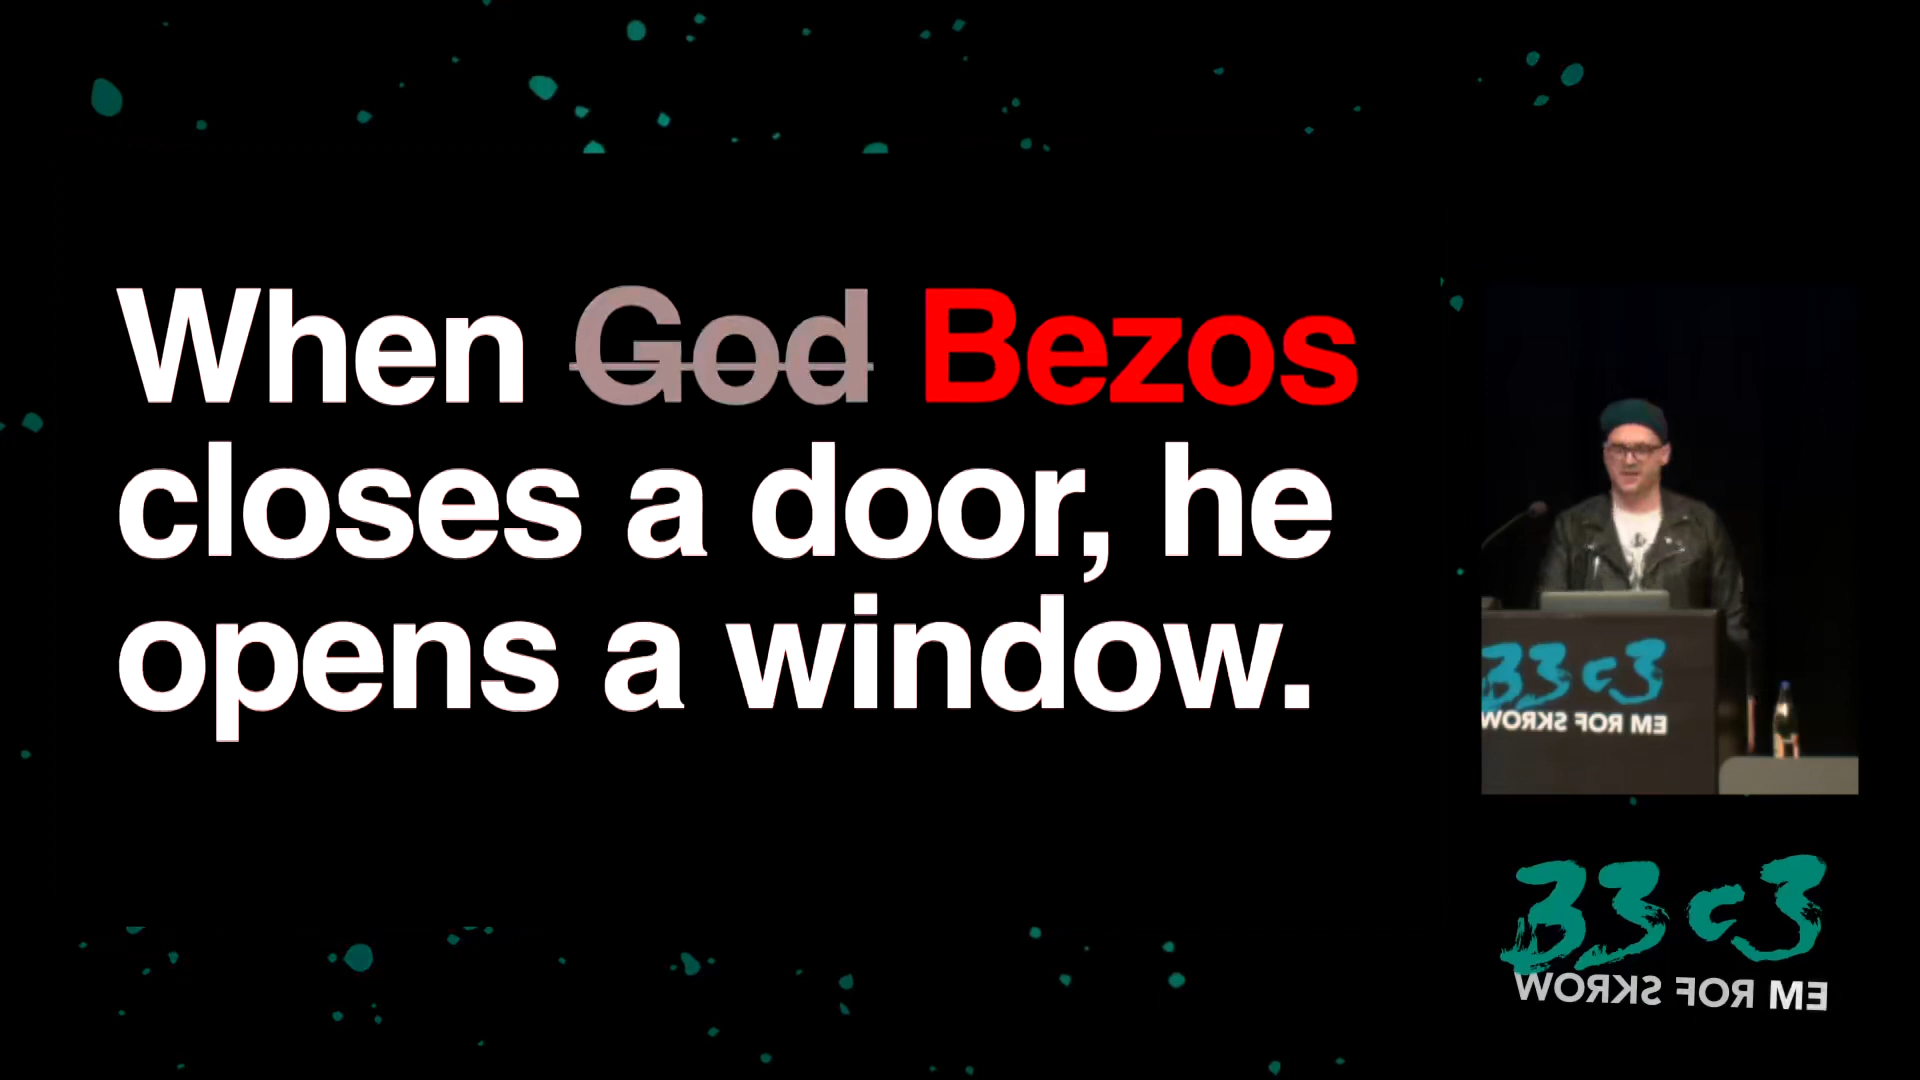 When God Bezos
closes a door, he
opens a window.
33c3
WORKS FOR ME
33c3
WORKS FOR ME